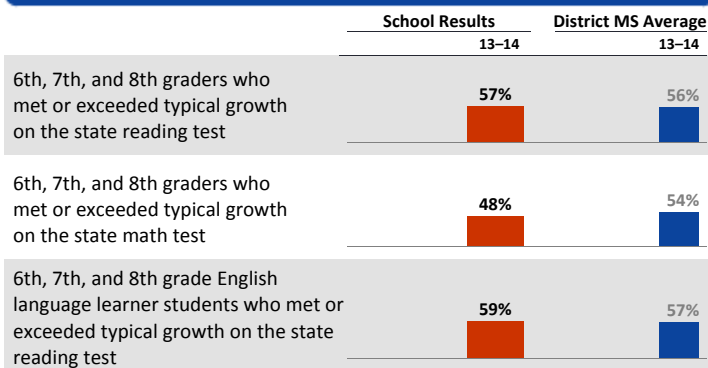 School Results District MS Average
13–14 13–14
6th, 7th, and 8th graders who
met or exceeded typical growth
on the state reading test
57% 56%
6th, 7th, and 8th graders who
met or exceeded typical growth
on the state math test
48% 54%
6th, 7th, and 8th grade English
language learner students who met or
exceeded typical growth on the state
reading test
59% 57%